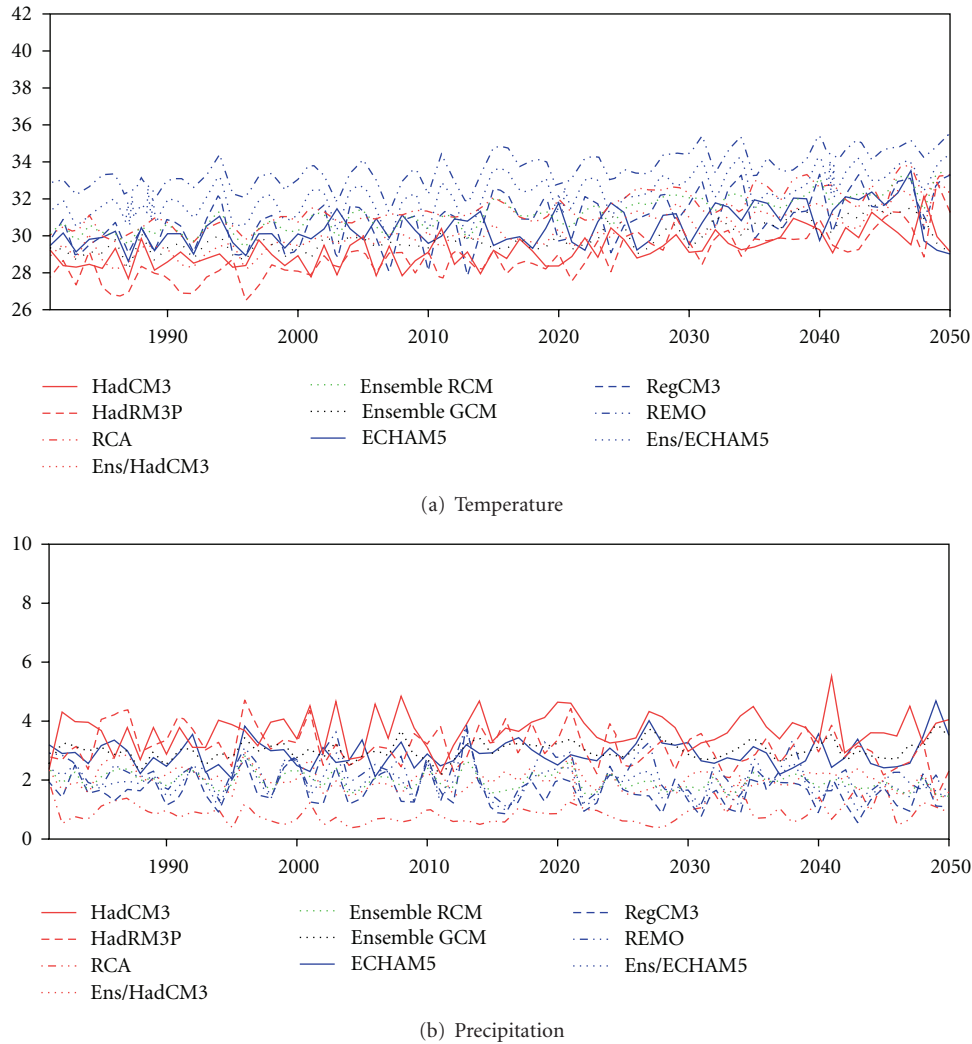 42
40
38
36
34
32
30
28
26
1990 2000 2010 2020 2030 2040 2050
HadCM3 Ensemble RCM RegCM3
HadRM3P Ensemble GCM REMO
RCA ECHAM5 Ens/ECHAM5
Ens/HadCM3
(a) Temperature
10
8
6
4
2
0
1990 2000 2010 2020 2030 2040 2050
HadCM3 Ensemble RCM RegCM3
HadRM3P Ensemble GCM REMO
RCA ECHAM5 Ens/ECHAM5
Ens/HadCM3
(b) Precipitation